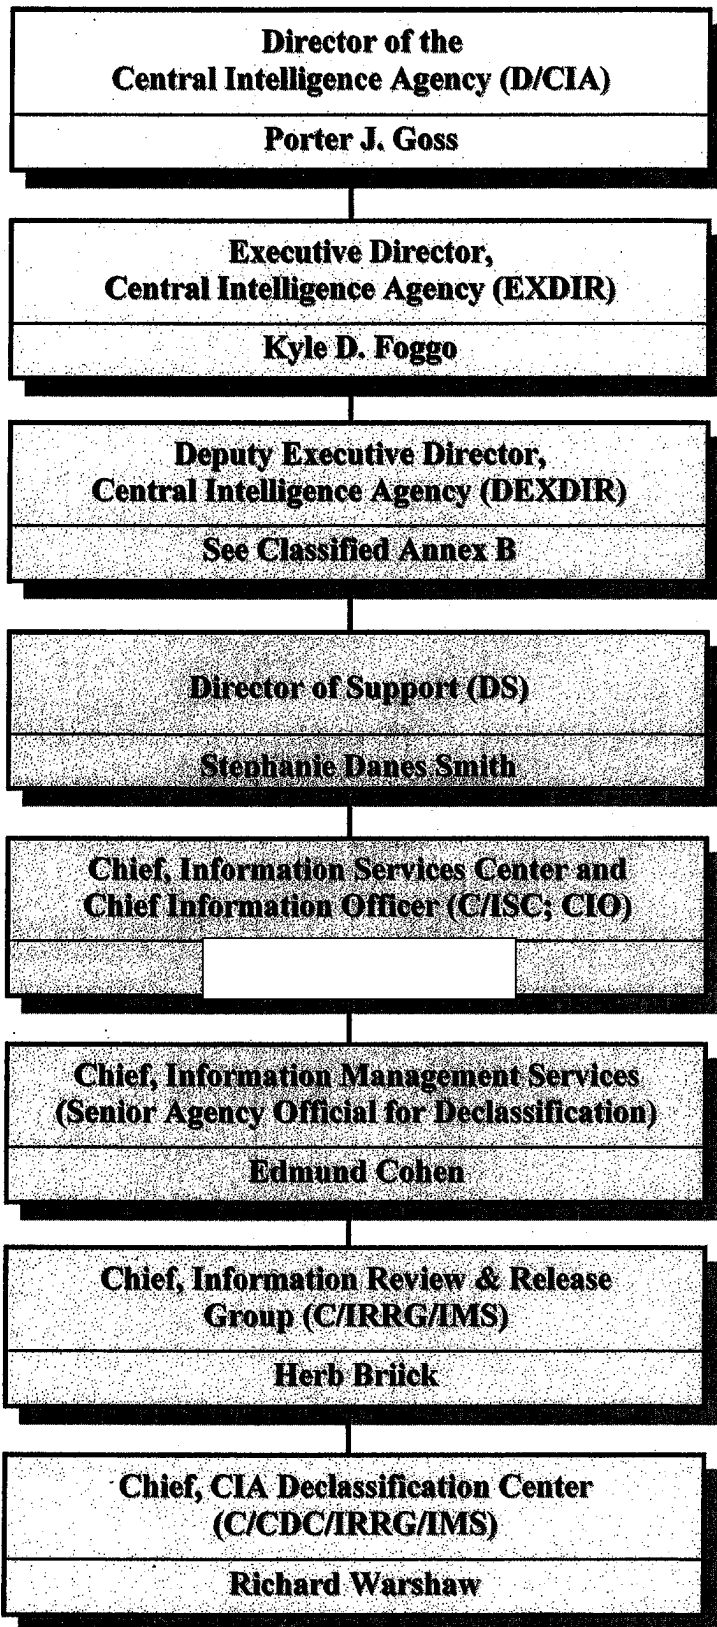 Director of the
Central Intelligence Agency (D/CIA)
Porter J. Goss
Executive Director,
Central Intelligence Agency (EXDIR)
Kyle D. Foggo
Deputy Executive Director,
Central Intelligence Agency (DEXDIR)
See Classified Annex B
Director of Support (DS)
Stephanie Danes Smith
Chief, Information Services Center and
Chief Information Officer (C/ISC; CIO)
Chief, Information Management Services
(Senior Agency Official for Declassification)
Edmund Cohen
Chief, Information Review & Release
Group (C/IRRG/IMS)
Herb Briick
Chief, CIA Declassification Center
(C/CDC/IRRG/IMS)
Richard Warshaw